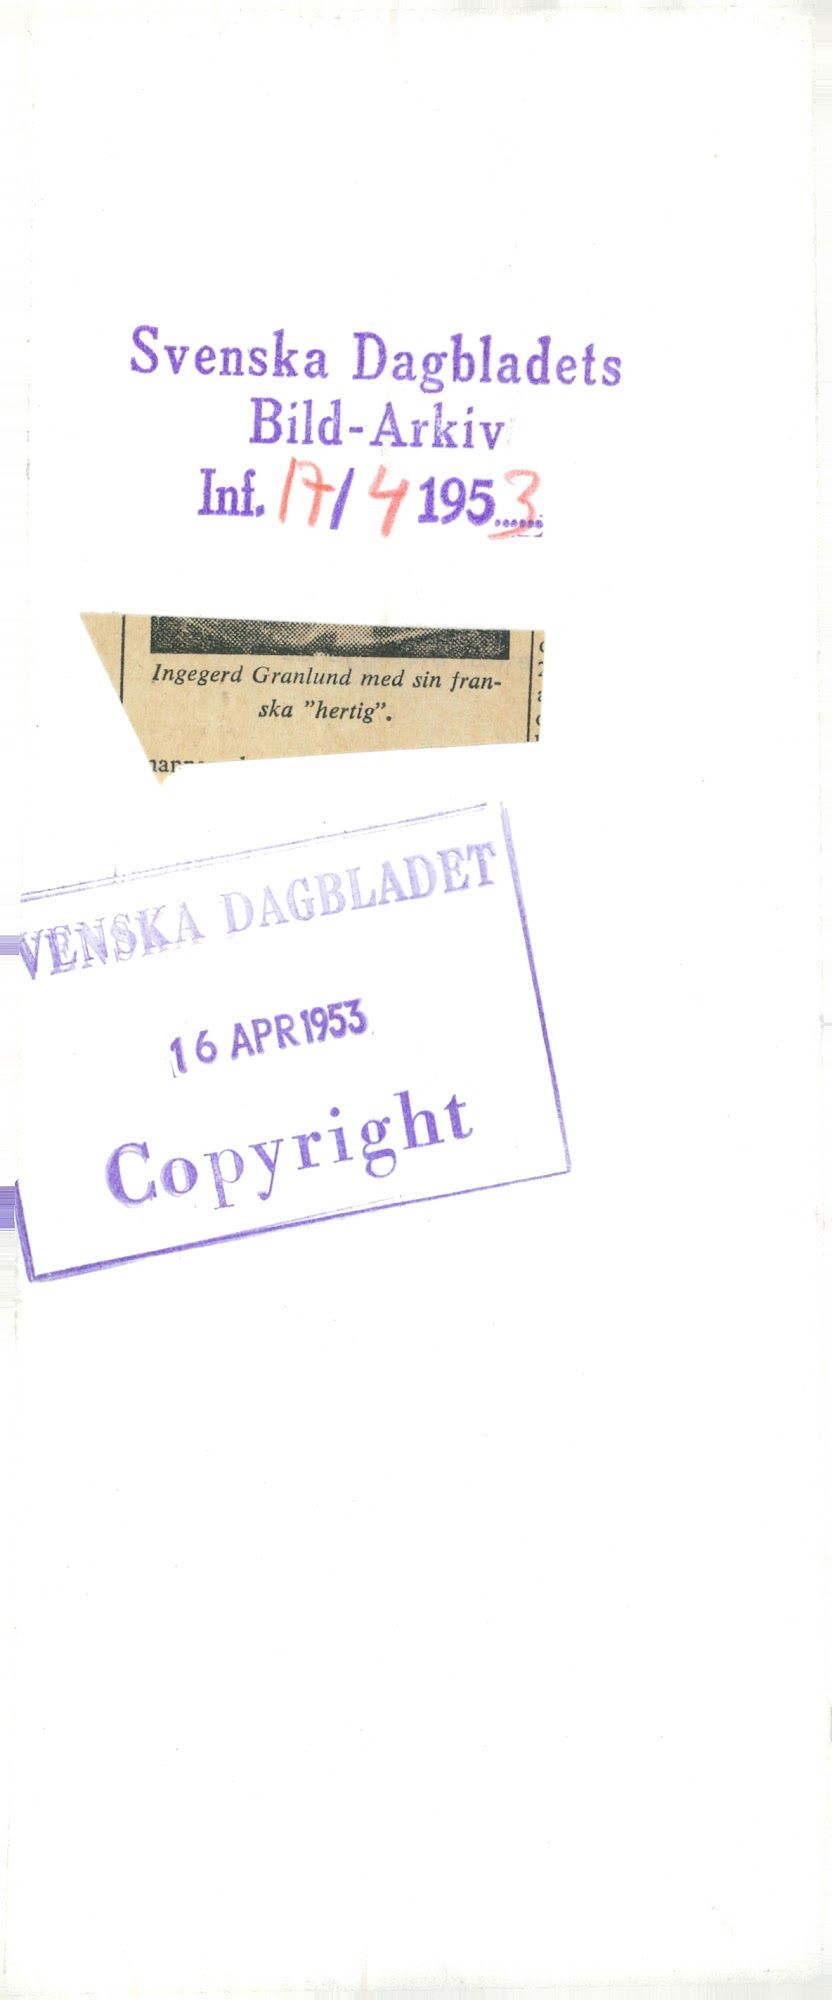 Svenska Dagbladets
Bild-Arkiv
Inf. 17/4 1953
Ingegerd Granlund med sin fran-
ska ”hertig”.
VENSKA DAGBLADET
16 APR 1953
Copyright